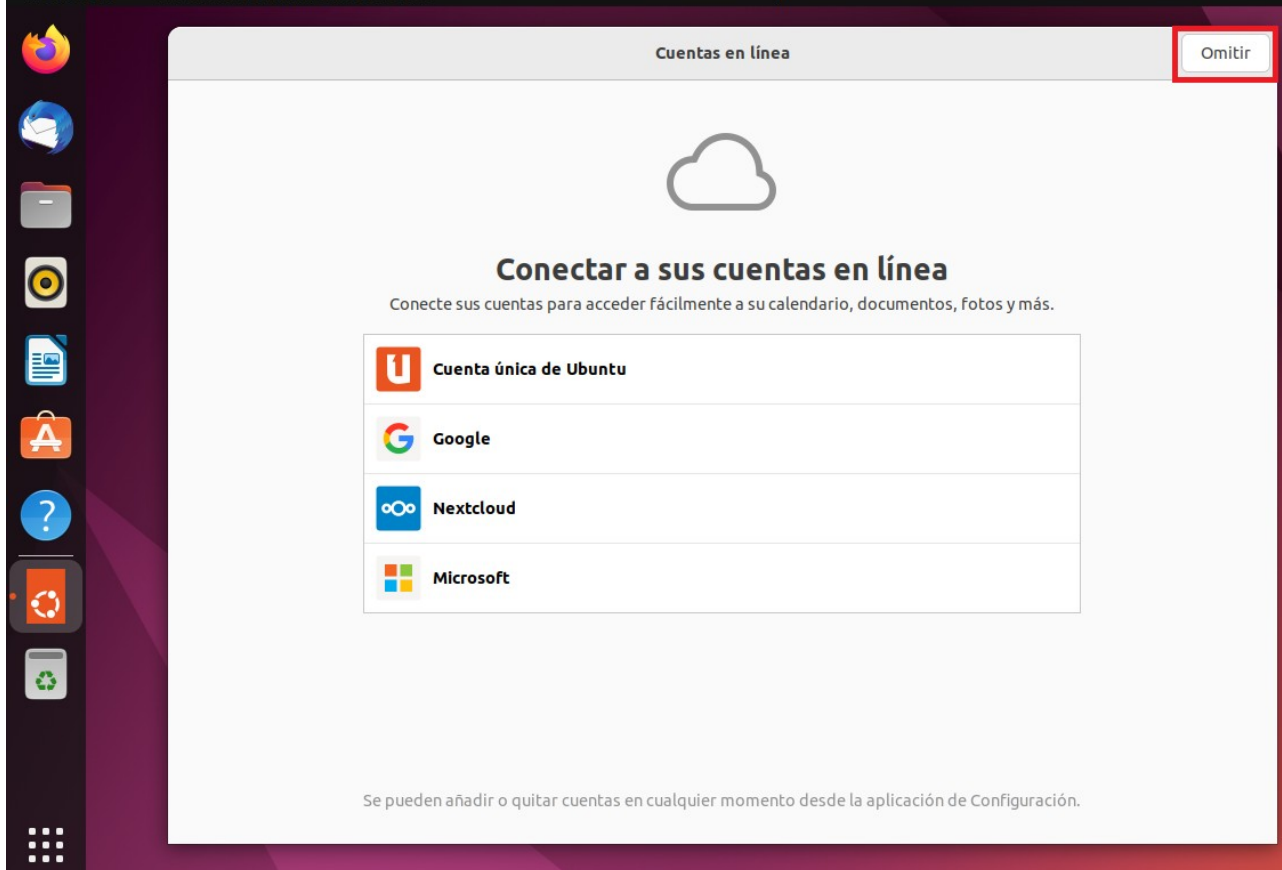 Cuentas en línea
Omitir
Conectar a sus cuentas en línea
Conecte sus cuentas para acceder fácilmente a su calendario, documentos, fotos y más.
Cuenta única de Ubuntu
Google
Nextcloud
Microsoft
Se pueden añadir o quitar cuentas en cualquier momento desde la aplicación de Configuración.